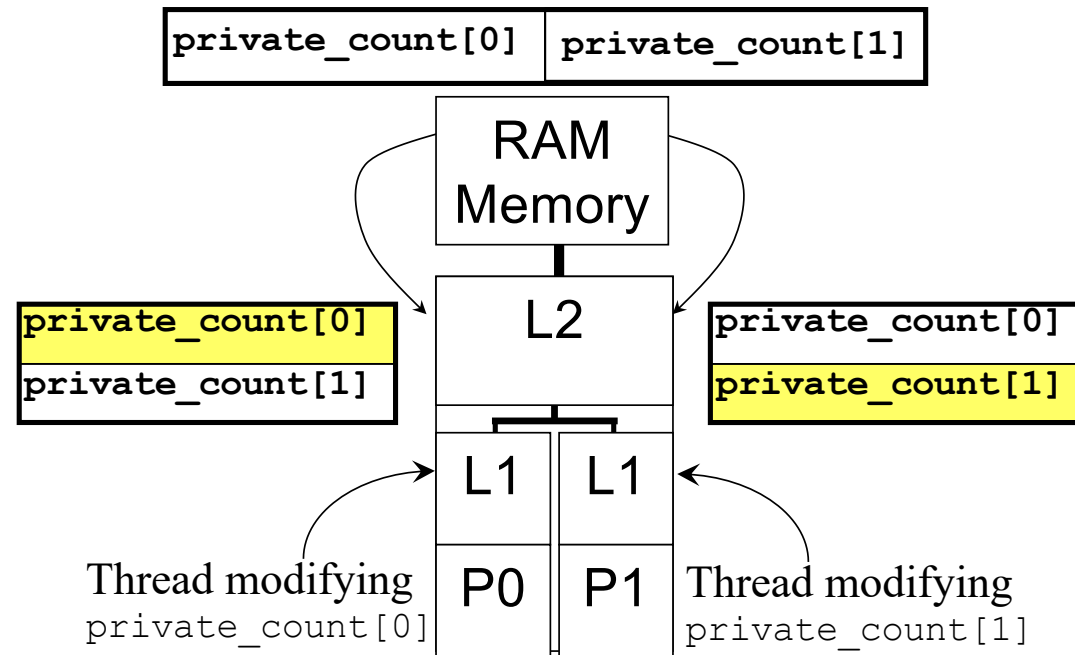 private_count[0] private_count[1]
RAM
Memory
L2
private_count[0]
private_count[1]
private_count[0]
private_count[1]
L1 L1
P0 P1
Thread modifying
private_count[0]
Thread modifying
private_count[1]